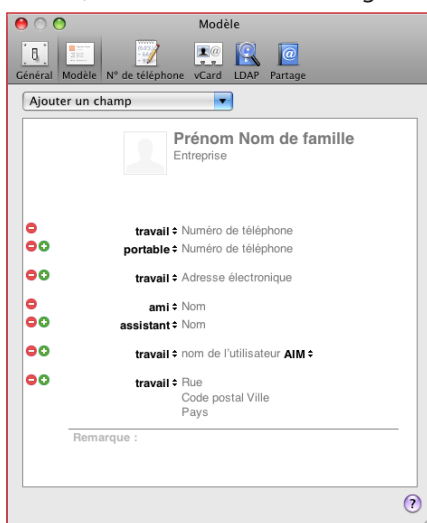 Modèle
Général Modèle N° de téléphone vCard LDAP Partage
Ajouter un champ
Prénom Nom de famille
Entreprise
travail Numéro de téléphone
portable Numéro de téléphone
travail Adresse électronique
ami Nom
assistant Nom
travail nom de l'utilisateur AIM
travail Rue
Code postal Ville
Pays
Remarque :
?